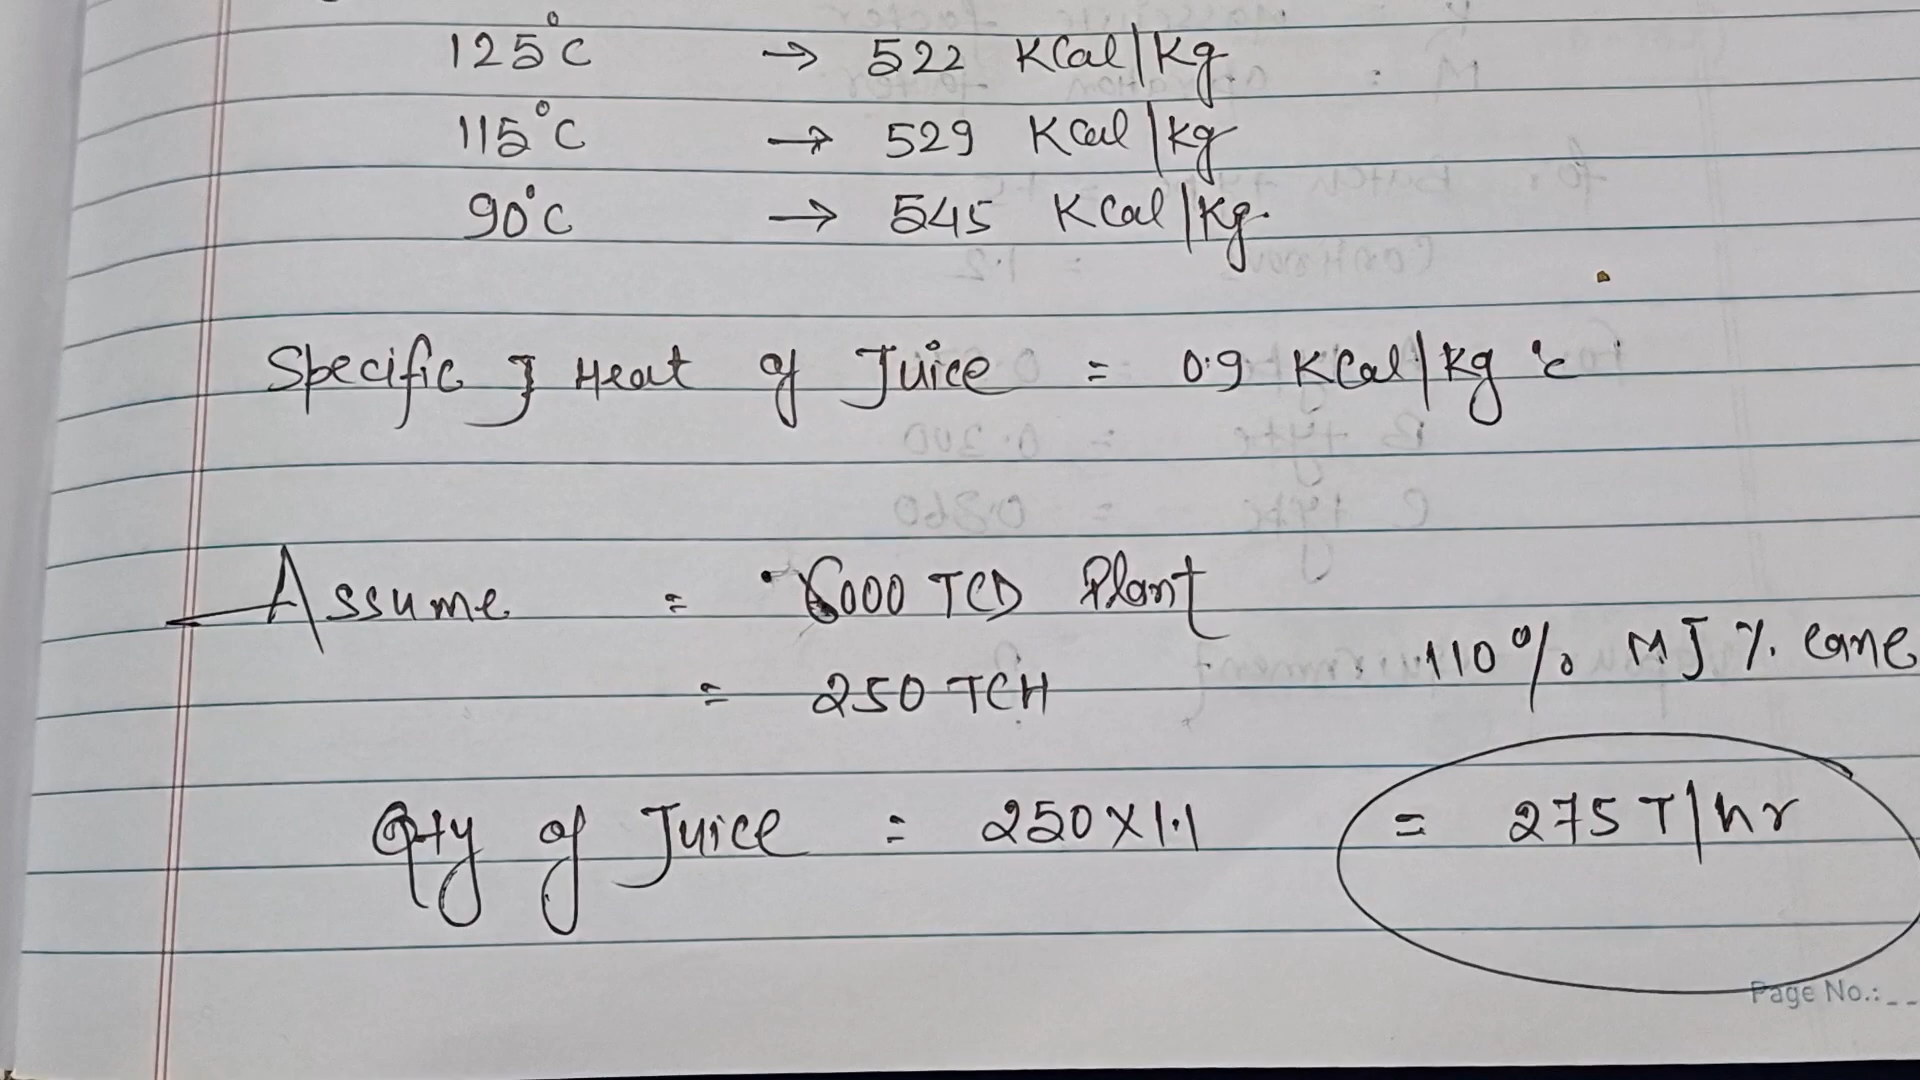 125°C → 522 KCal/Kg
115°C → 529 KCal/Kg
90°C → 545 KCal/Kg.
Specific Heat of Juice = 0.9 KCal/Kg °C
Assume = 6000 TCD Plant
= 250 TCH
110% MJ % Cane
Qty of Juice = 250 X 1.1 = 275 T/hr
Page No.: